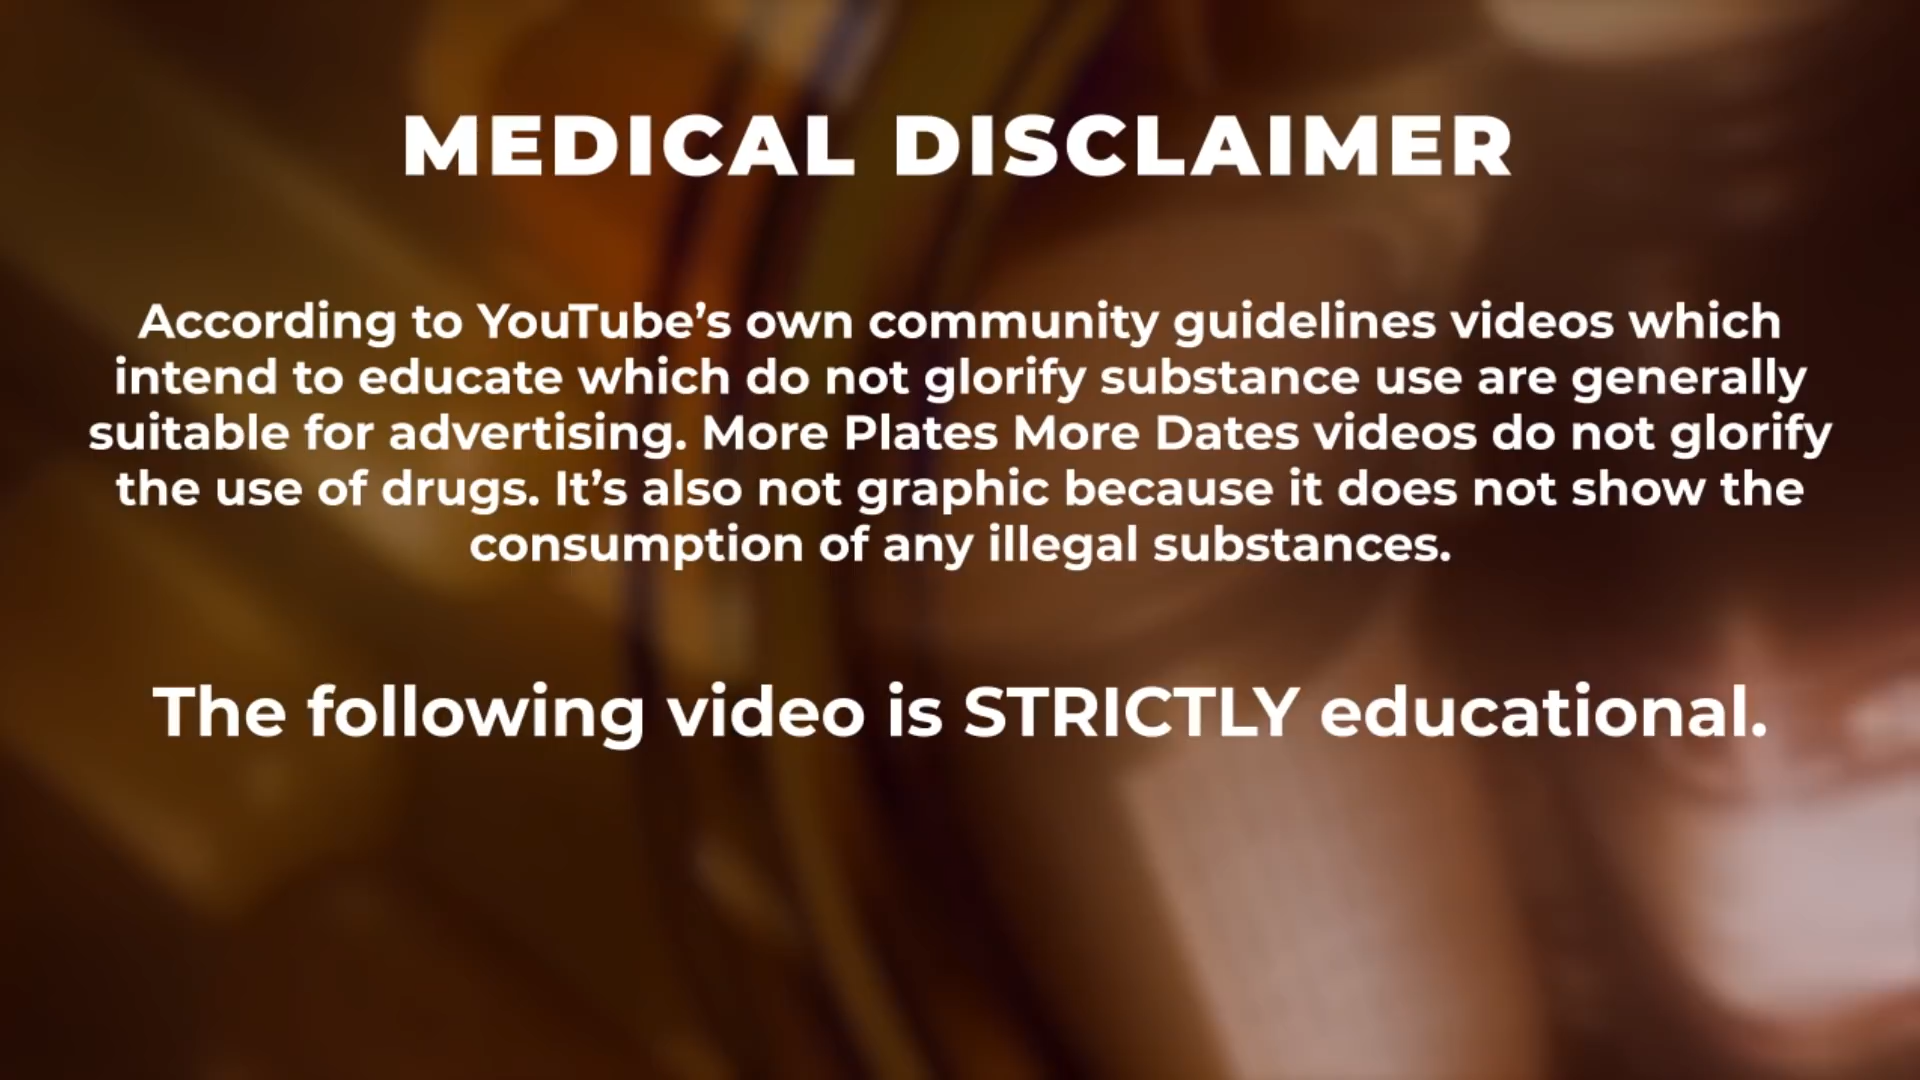 MEDICAL DISCLAIMER
According to YouTube’s own community guidelines videos which
intend to educate which do not glorify substance use are generally
suitable for advertising. More Plates More Dates videos do not glorify
the use of drugs. It’s also not graphic because it does not show the
consumption of any illegal substances.
The following video is STRICTLY educational.